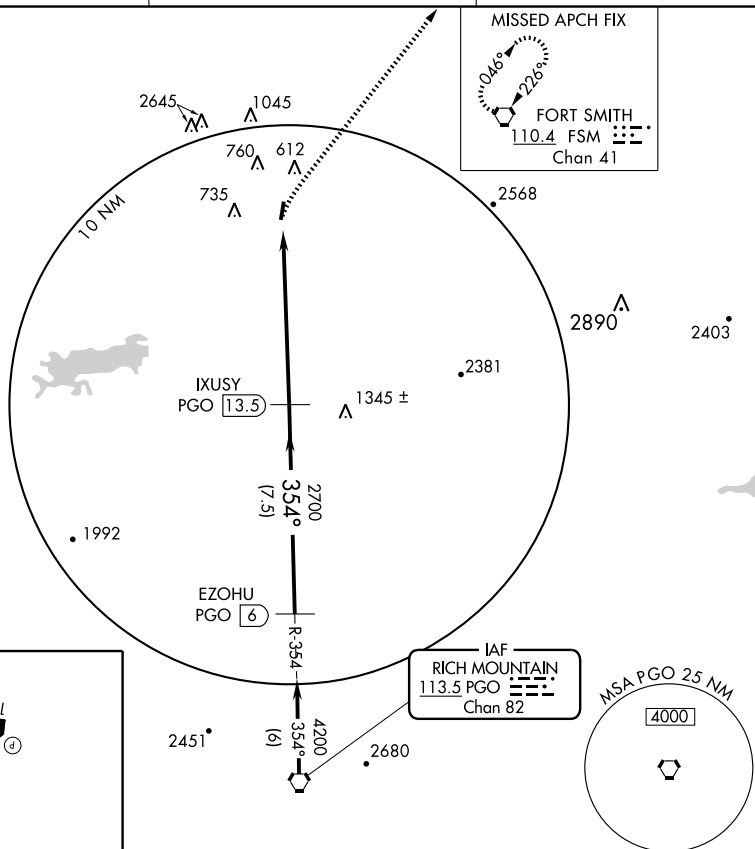 MISSED APCH FIX
046°
226°
FORT SMITH
110.4 FSM
Chan 41
2645
1045
760
612
735
10 NM
2568
2890
2403
2381
IXUSY
PGO 13.5
1345 ±
2700
354°
(7.5)
1992
EZOHU
PGO 6
R-354
IAF
RICH MOUNTAIN
113.5 PGO
Chan 82
4200
354°
(6)
2451
2680
MSA PGO 25 NM
4000
P